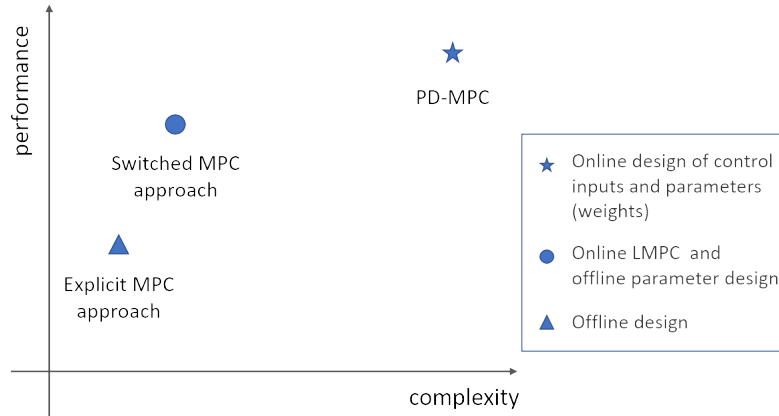 performance
PD-MPC
Switched MPC
approach
Explicit MPC
approach
complexity
Online design of control
inputs and parameters
(weights)
Online LMPC and
offline parameter design
Offline design